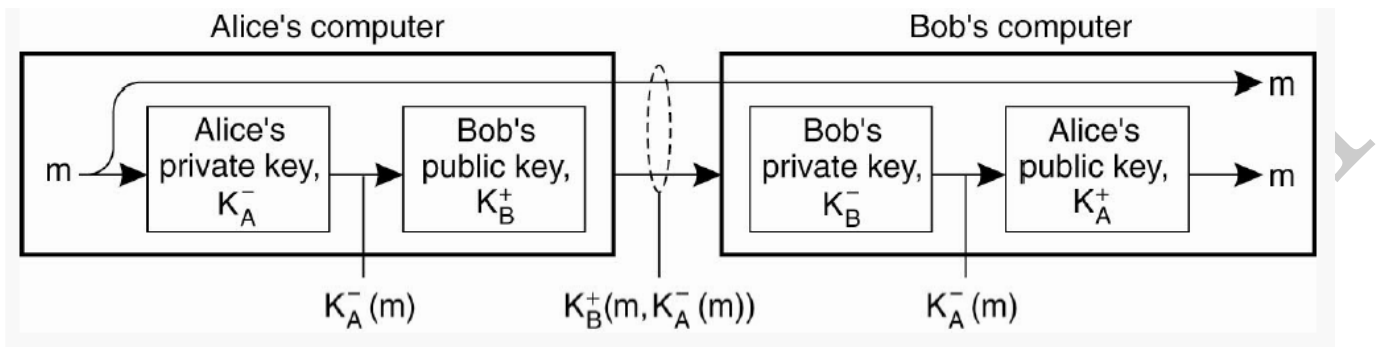 Alice's computer
Bob's computer
m
Alice's
private key,
K_A^-
Bob's
public key,
K_B^+
Bob's
private key,
K_B^-
Alice's
public key,
K_A^+
m
m
K_A^-(m)
K_B^+(m,K_A^-(m))
K_A^-(m)